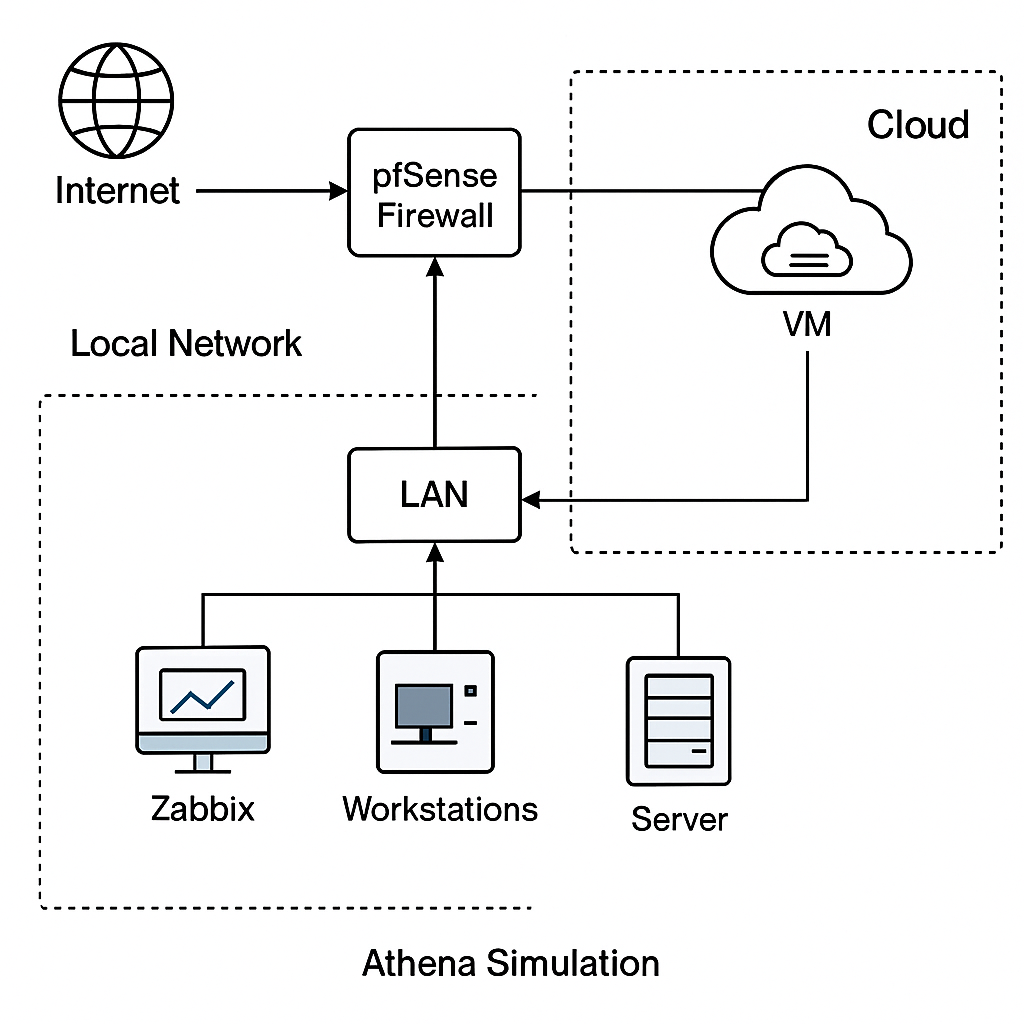 Internet
pfSense
Firewall
Cloud
VM
Local Network
LAN
Zabbix
Workstations
Server
Athena Simulation